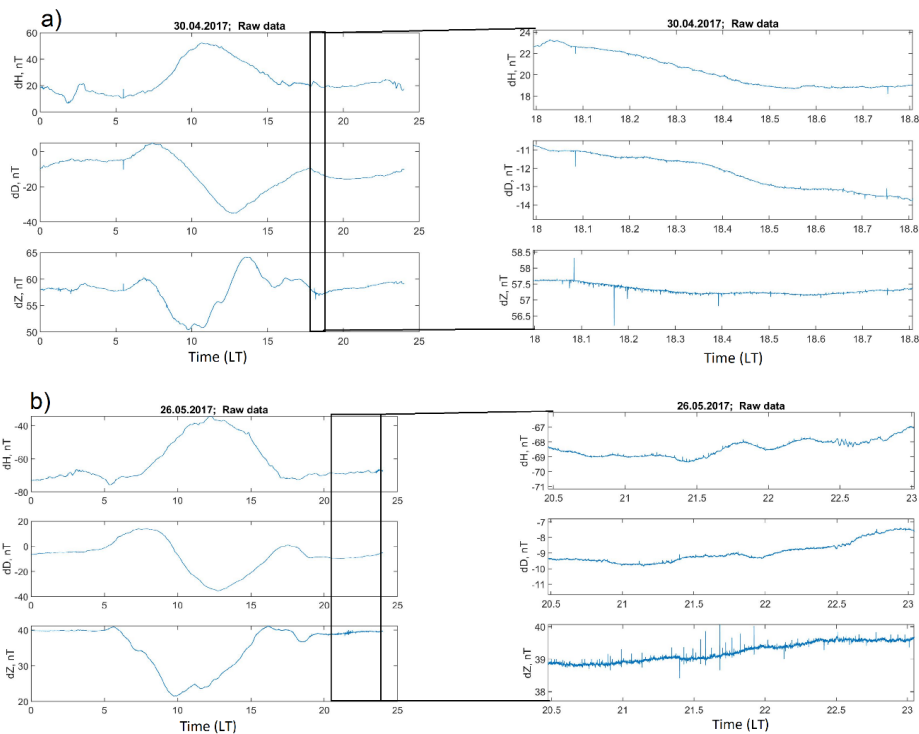 a)
30.04.2017; Raw data
dH, nT
60
40
20
0
0 5 10 15 20 25
dD, nT
0
-20
-40
0 5 10 15 20 25
dZ, nT
65
60
55
50
0 5 10 15 20 25
Time (LT)
30.04.2017; Raw data
dH, nT
24
22
20
18
18 18.1 18.2 18.3 18.4 18.5 18.6 18.7 18.8
dD, nT
-11
-12
-13
-14
18 18.1 18.2 18.3 18.4 18.5 18.6 18.7 18.8
dZ, nT
58.5
58
57.5
57
56.5
18 18.1 18.2 18.3 18.4 18.5 18.6 18.7 18.8
Time (LT)
b)
26.05.2017; Raw data
dH, nT
-40
-60
-80
0 5 10 15 20 25
dD, nT
20
0
-20
-40
0 5 10 15 20 25
dZ, nT
40
30
20
0 5 10 15 20 25
Time (LT)
26.05.2017; Raw data
dH, nT
-67
-69
-70
-71
20.5 21 21.5 22 22.5 23
dD, nT
-7
-8
-9
-10
-11
20.5 21 21.5 22 22.5 23
dZ, nT
40
39
38
20.5 21 21.5 22 22.5 23
Time (LT)